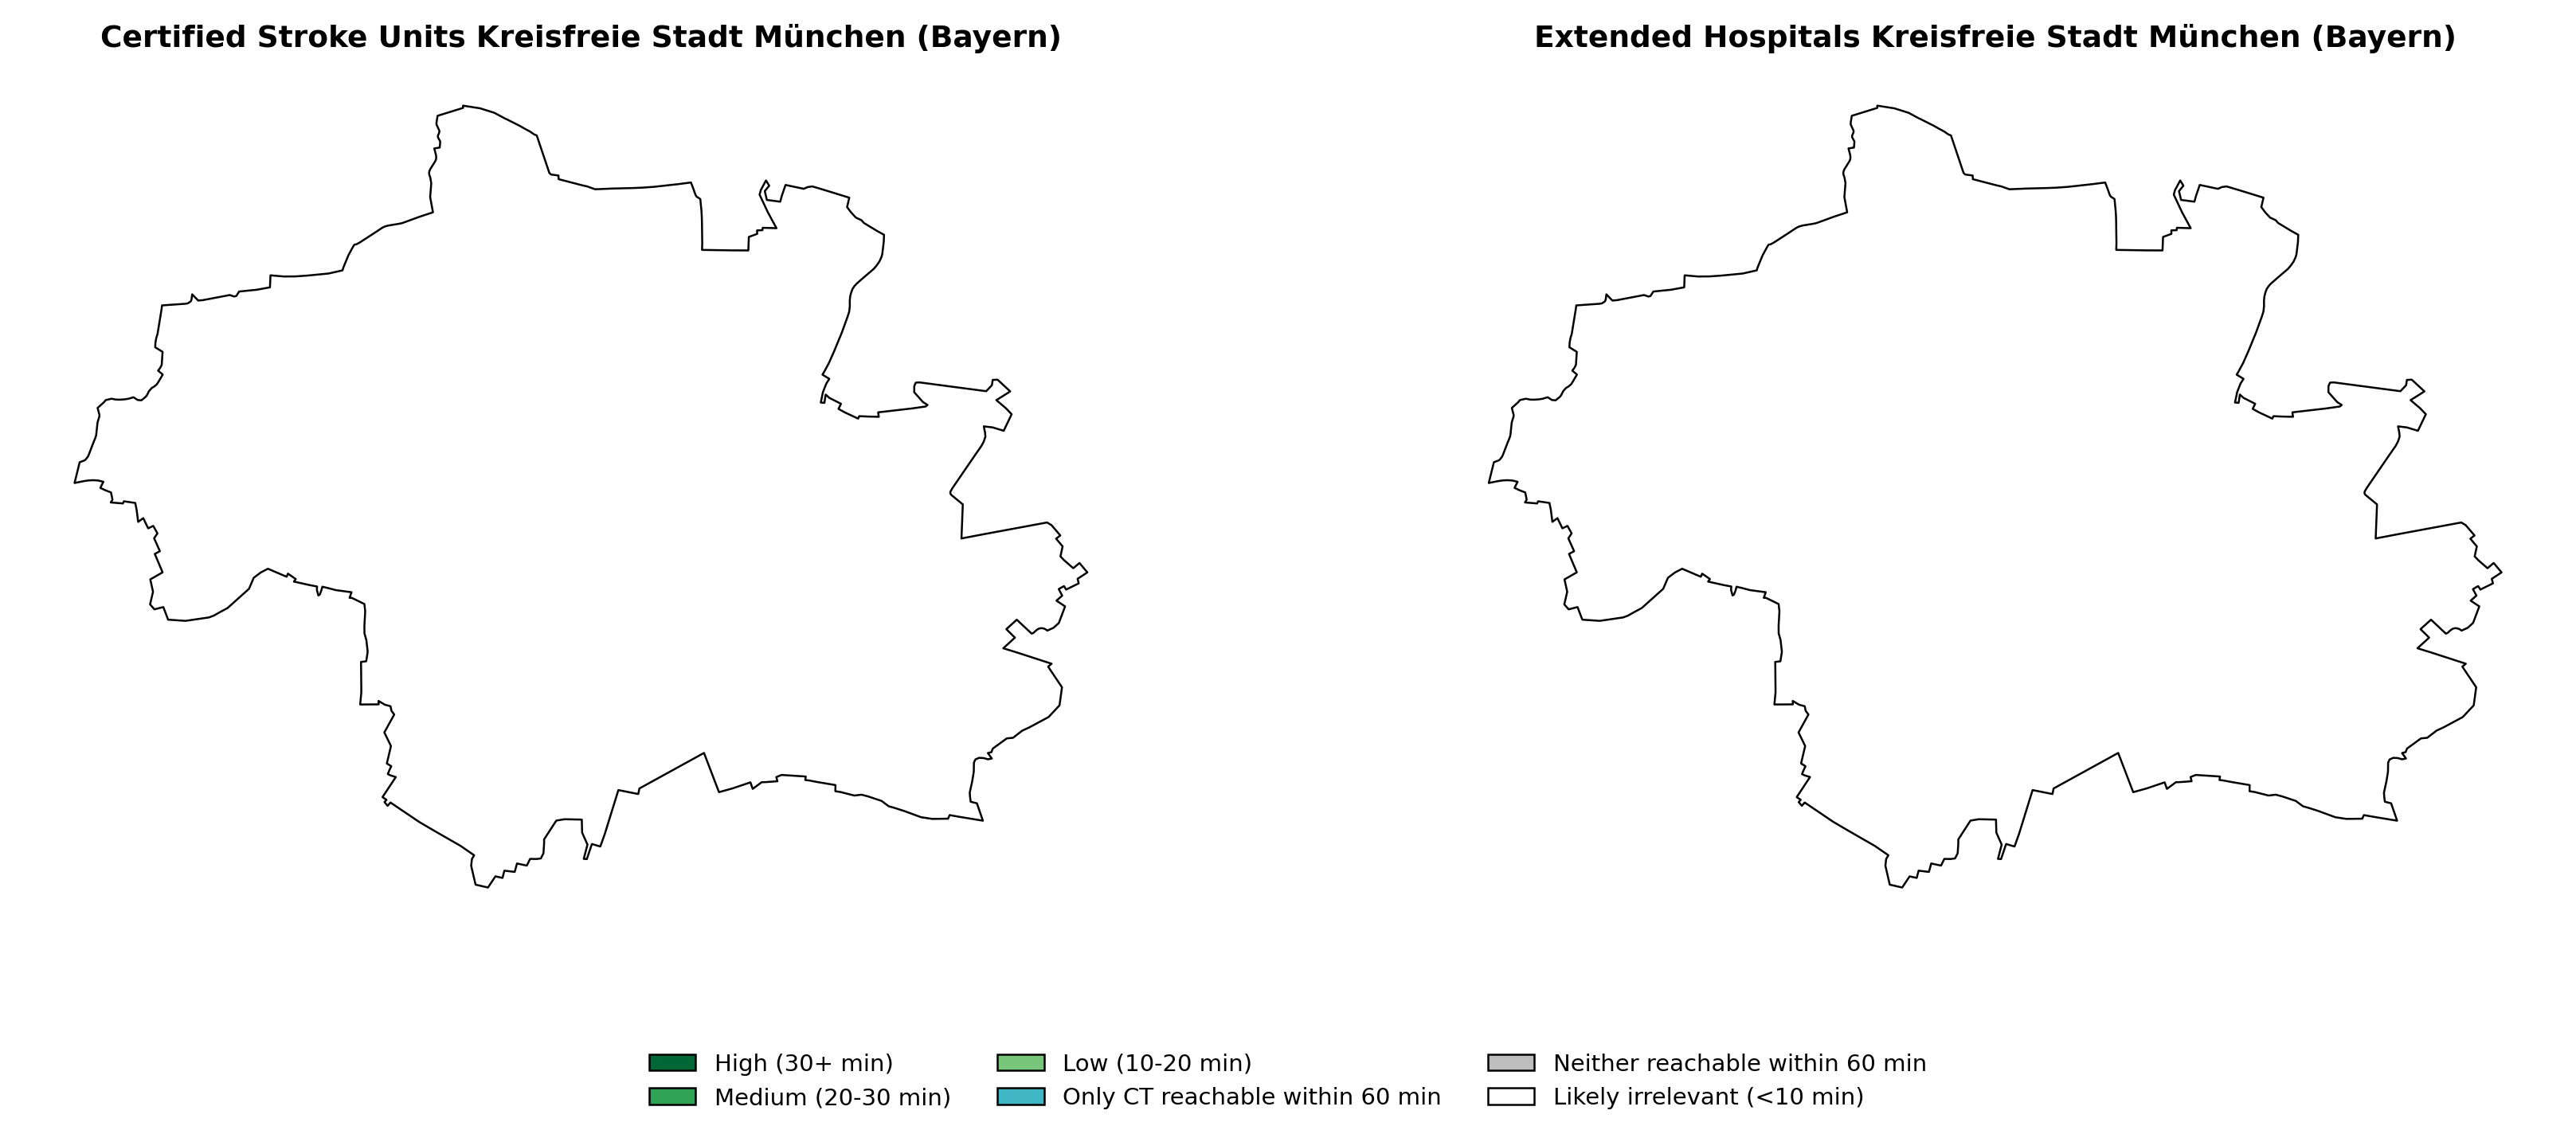 Certified Stroke Units Kreisfreie Stadt München (Bayern)
Extended Hospitals Kreisfreie Stadt München (Bayern)
High (30+ min)
Medium (20-30 min)
Low (10-20 min)
Only CT reachable within 60 min
Neither reachable within 60 min
Likely irrelevant (<10 min)